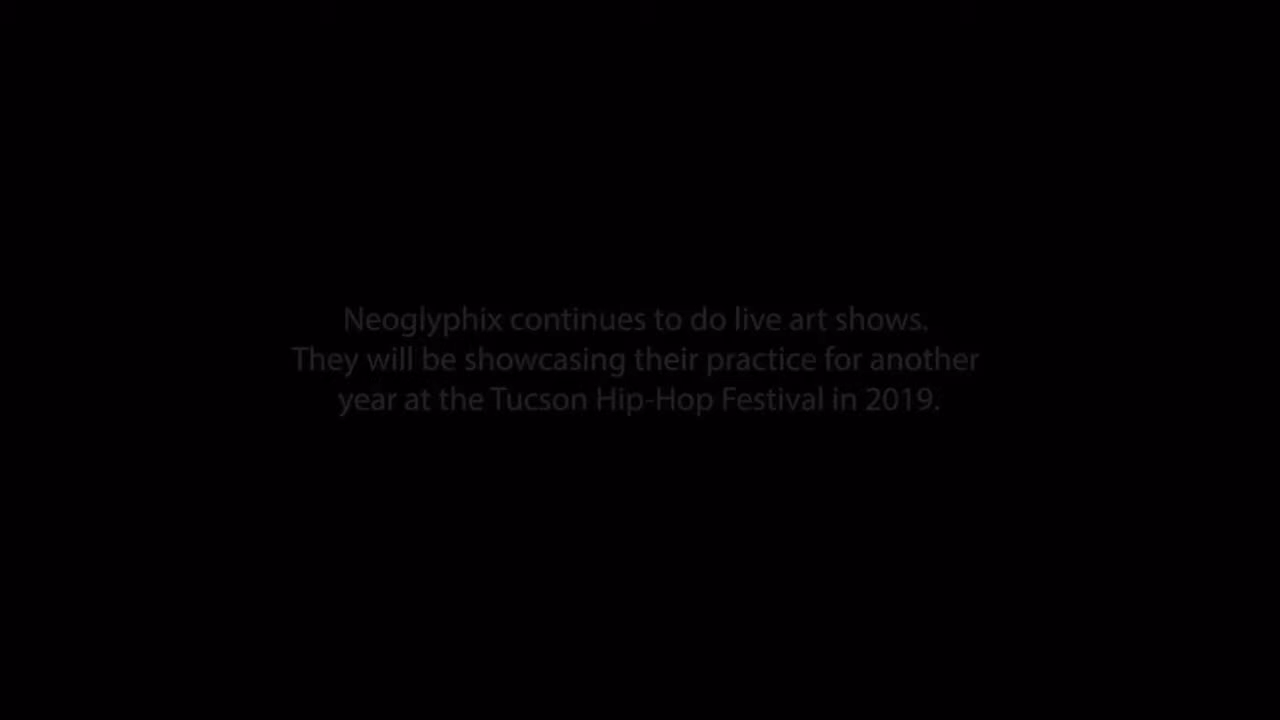 Neoglyphix continues to do live art shows.
They will be showcasing their practice for another
year at the Tucson Hip-Hop Festival in 2019.